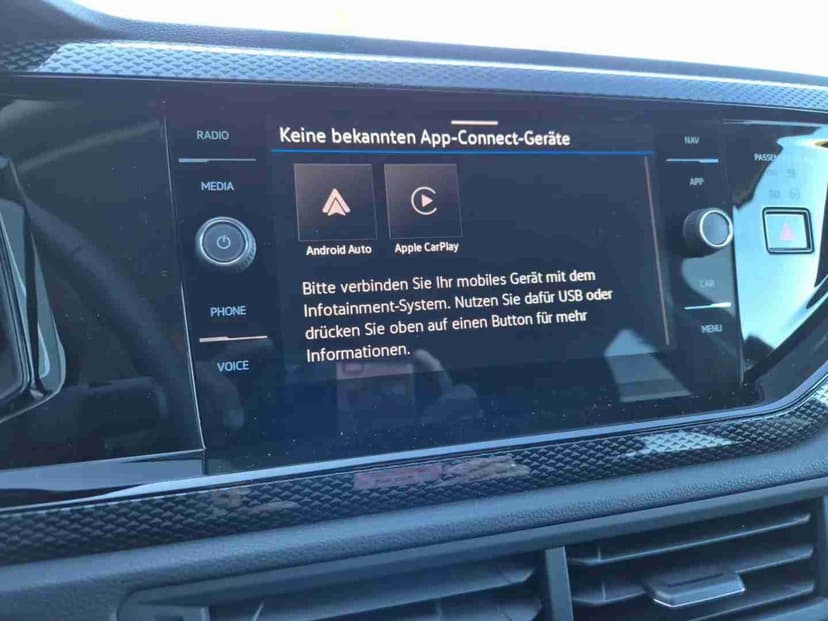 RADIO
MEDIA
PHONE
VOICE
Keine bekannten App-Connect-Geräte
Android Auto
Apple CarPlay
Bitte verbinden Sie Ihr mobiles Gerät mit dem
Infotainment-System. Nutzen Sie dafür USB oder
drücken Sie oben auf einen Button für mehr
Informationen.
NAV
APP
CAR
MENU